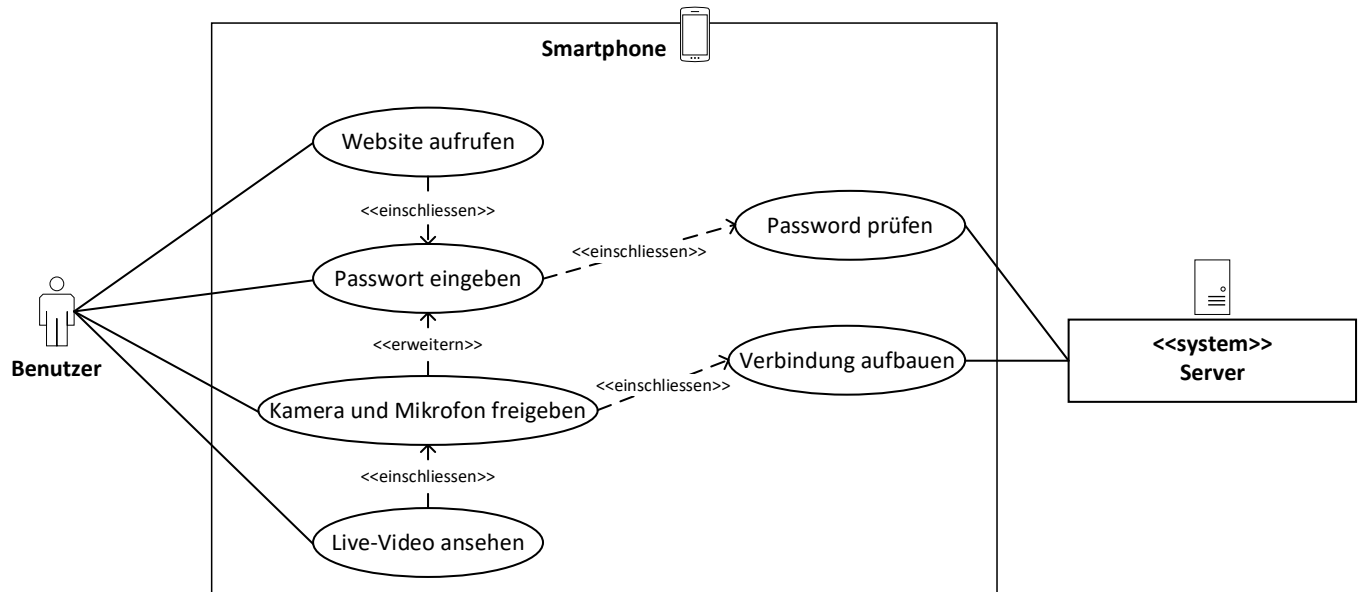 Smartphone
Website aufrufen
<<einschliessen>>
Password prüfen
<<einschliessen>>
Passwort eingeben
<<erweitern>>
Verbindung aufbauen
<<system>>
Server
Benutzer
<<einschliessen>>
Kamera und Mikrofon freigeben
<<einschliessen>>
Live-Video ansehen